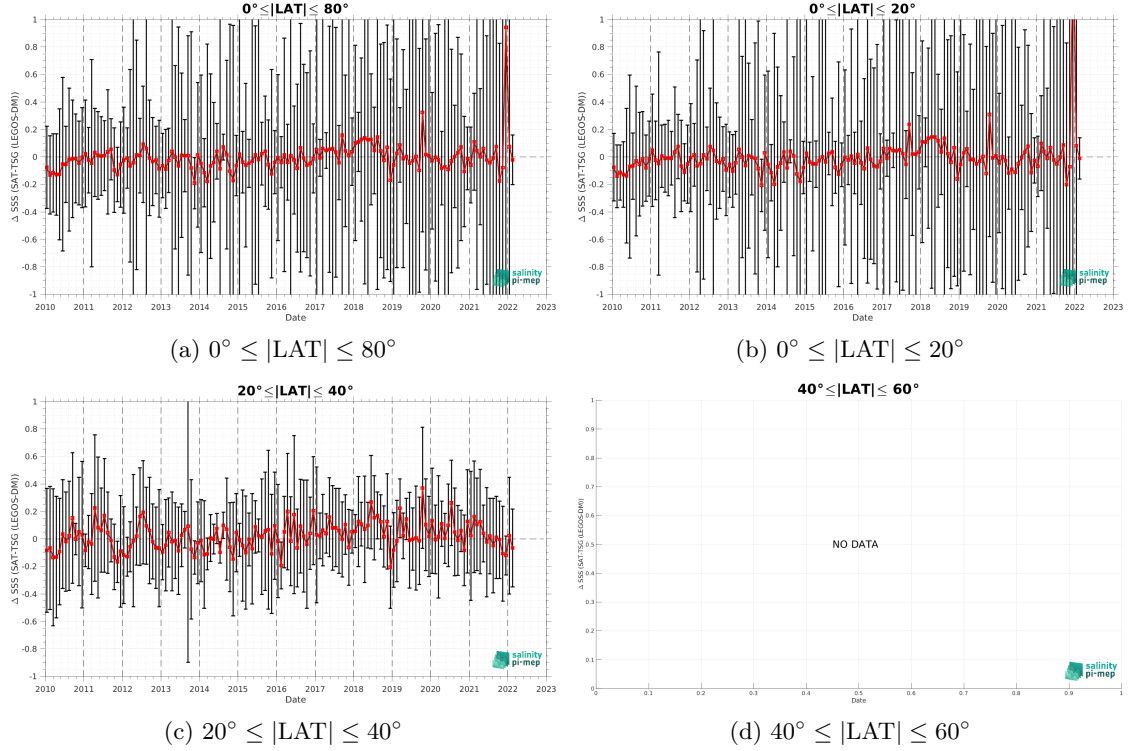 0°≤|LAT|≤ 80°
Δ SSS (SAT-TSG (LEGOS-DM))
1
0.8
0.6
0.4
0.2
0
-0.2
-0.4
-0.6
-0.8
-1
2010 2011 2012 2013 2014 2015 2016 2017 2018 2019 2020 2021 2022 2023
Date
salinity
pi-mep
(a) 0° ≤ |LAT| ≤ 80°
0°≤|LAT|≤ 20°
Δ SSS (SAT-TSG (LEGOS-DM))
1
0.8
0.6
0.4
0.2
0
-0.2
-0.4
-0.6
-0.8
-1
2010 2011 2012 2013 2014 2015 2016 2017 2018 2019 2020 2021 2022 2023
Date
salinity
pi-mep
(b) 0° ≤ |LAT| ≤ 20°
20°≤|LAT|≤ 40°
Δ SSS (SAT-TSG (LEGOS-DM))
1
0.8
0.6
0.4
0.2
0
-0.2
-0.4
-0.6
-0.8
-1
2010 2011 2012 2013 2014 2015 2016 2017 2018 2019 2020 2021 2022 2023
Date
salinity
pi-mep
(c) 20° ≤ |LAT| ≤ 40°
40°≤|LAT|≤ 60°
Δ SSS (SAT-TSG (LEGOS-DM))
1
0.9
0.8
0.7
0.6
0.5
0.4
0.3
0.2
0.1
0
NO DATA
0 0.1 0.2 0.3 0.4 0.5 0.6 0.7 0.8 0.9 1
Date
salinity
pi-mep
(d) 40° ≤ |LAT| ≤ 60°